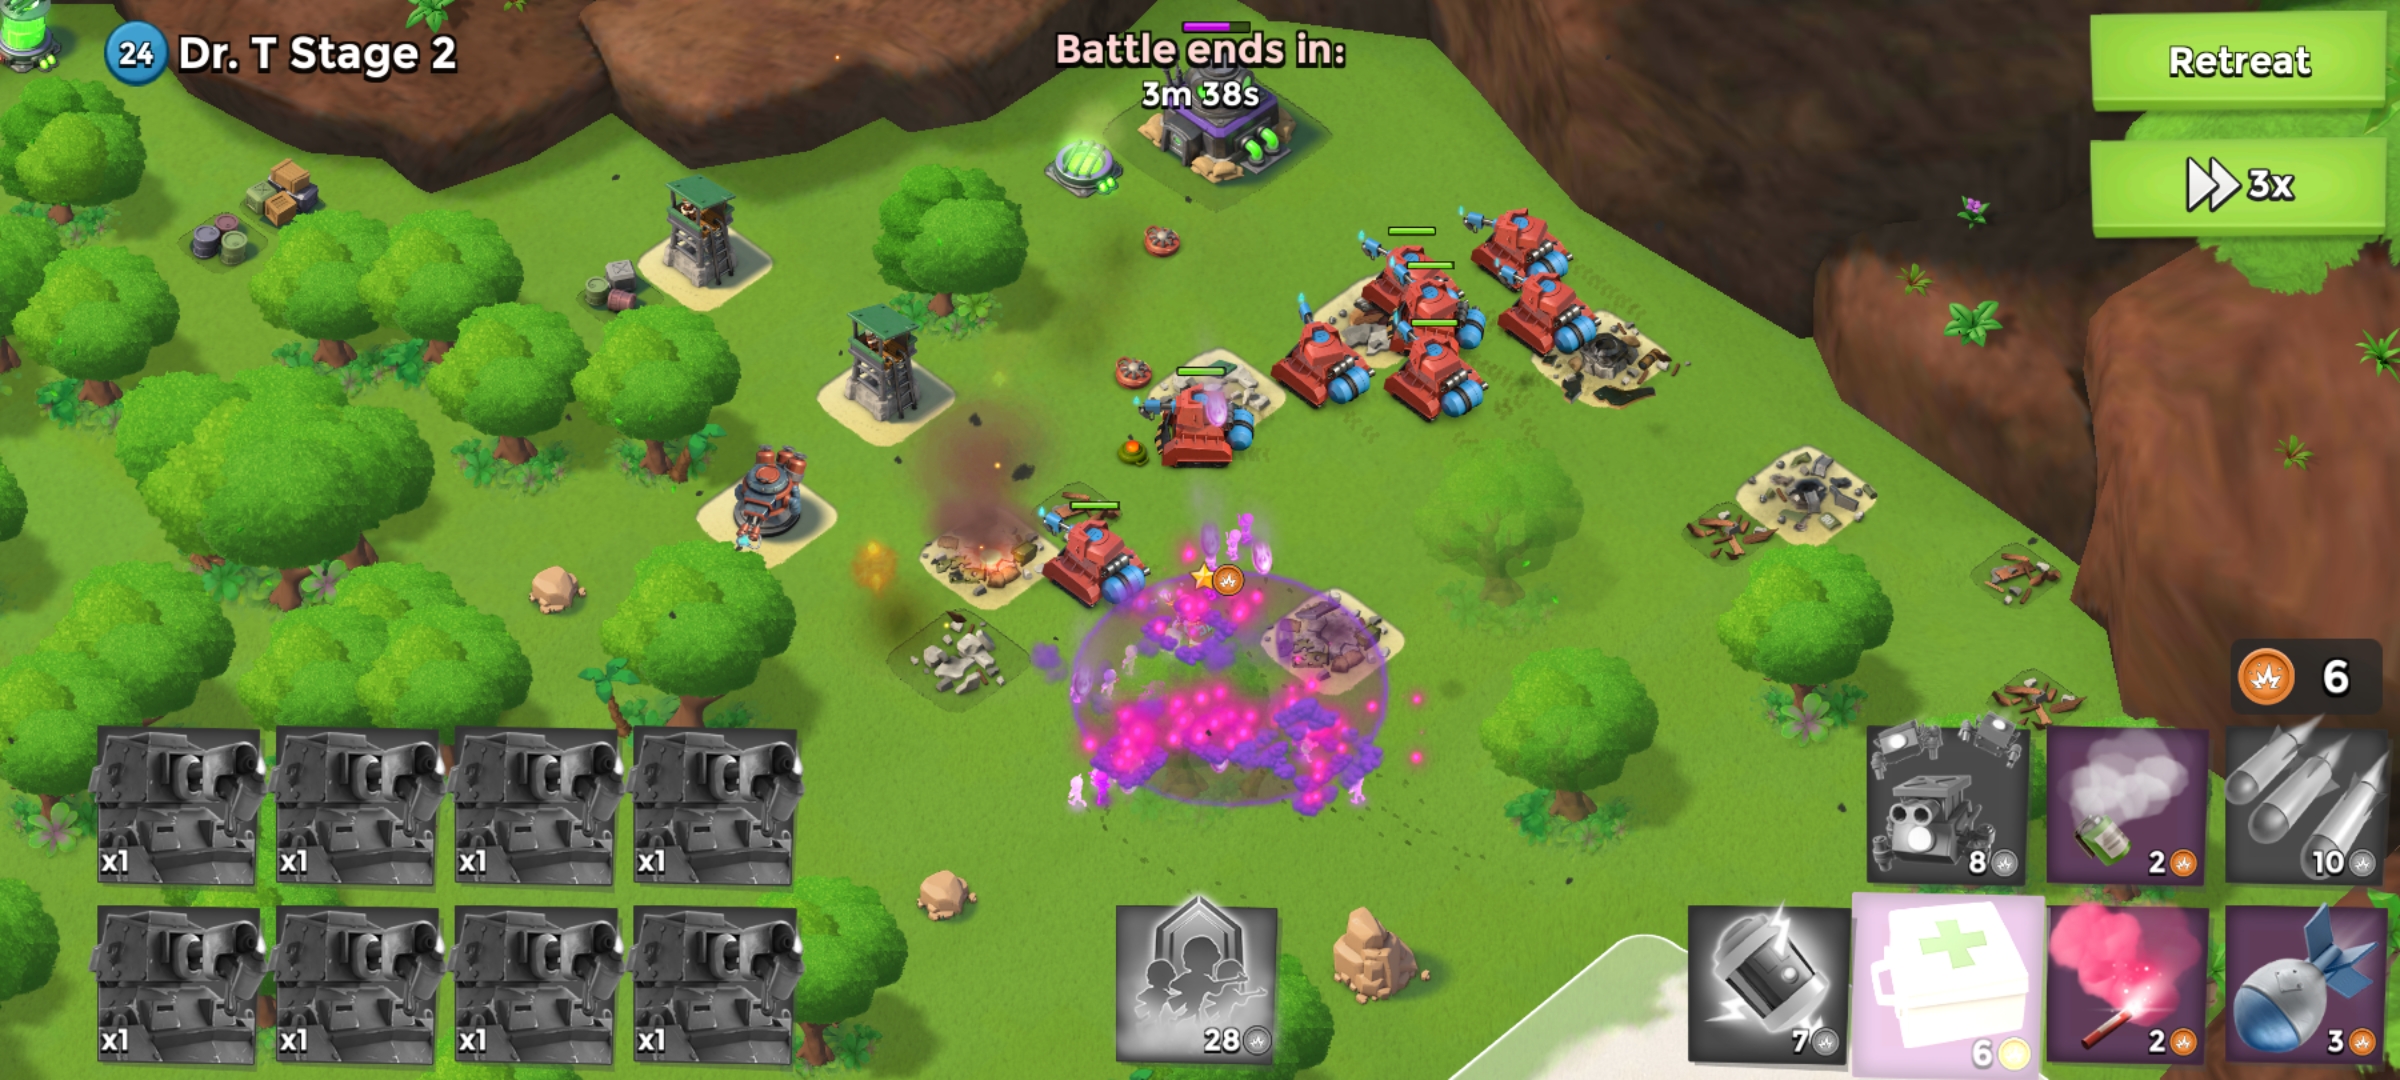 24 Dr. T Stage 2
Battle ends in:
3m 38s
Retreat
3x
6
x1 x1 x1 x1
8 2 10
x1 x1 x1 x1
28
7 6 2 3